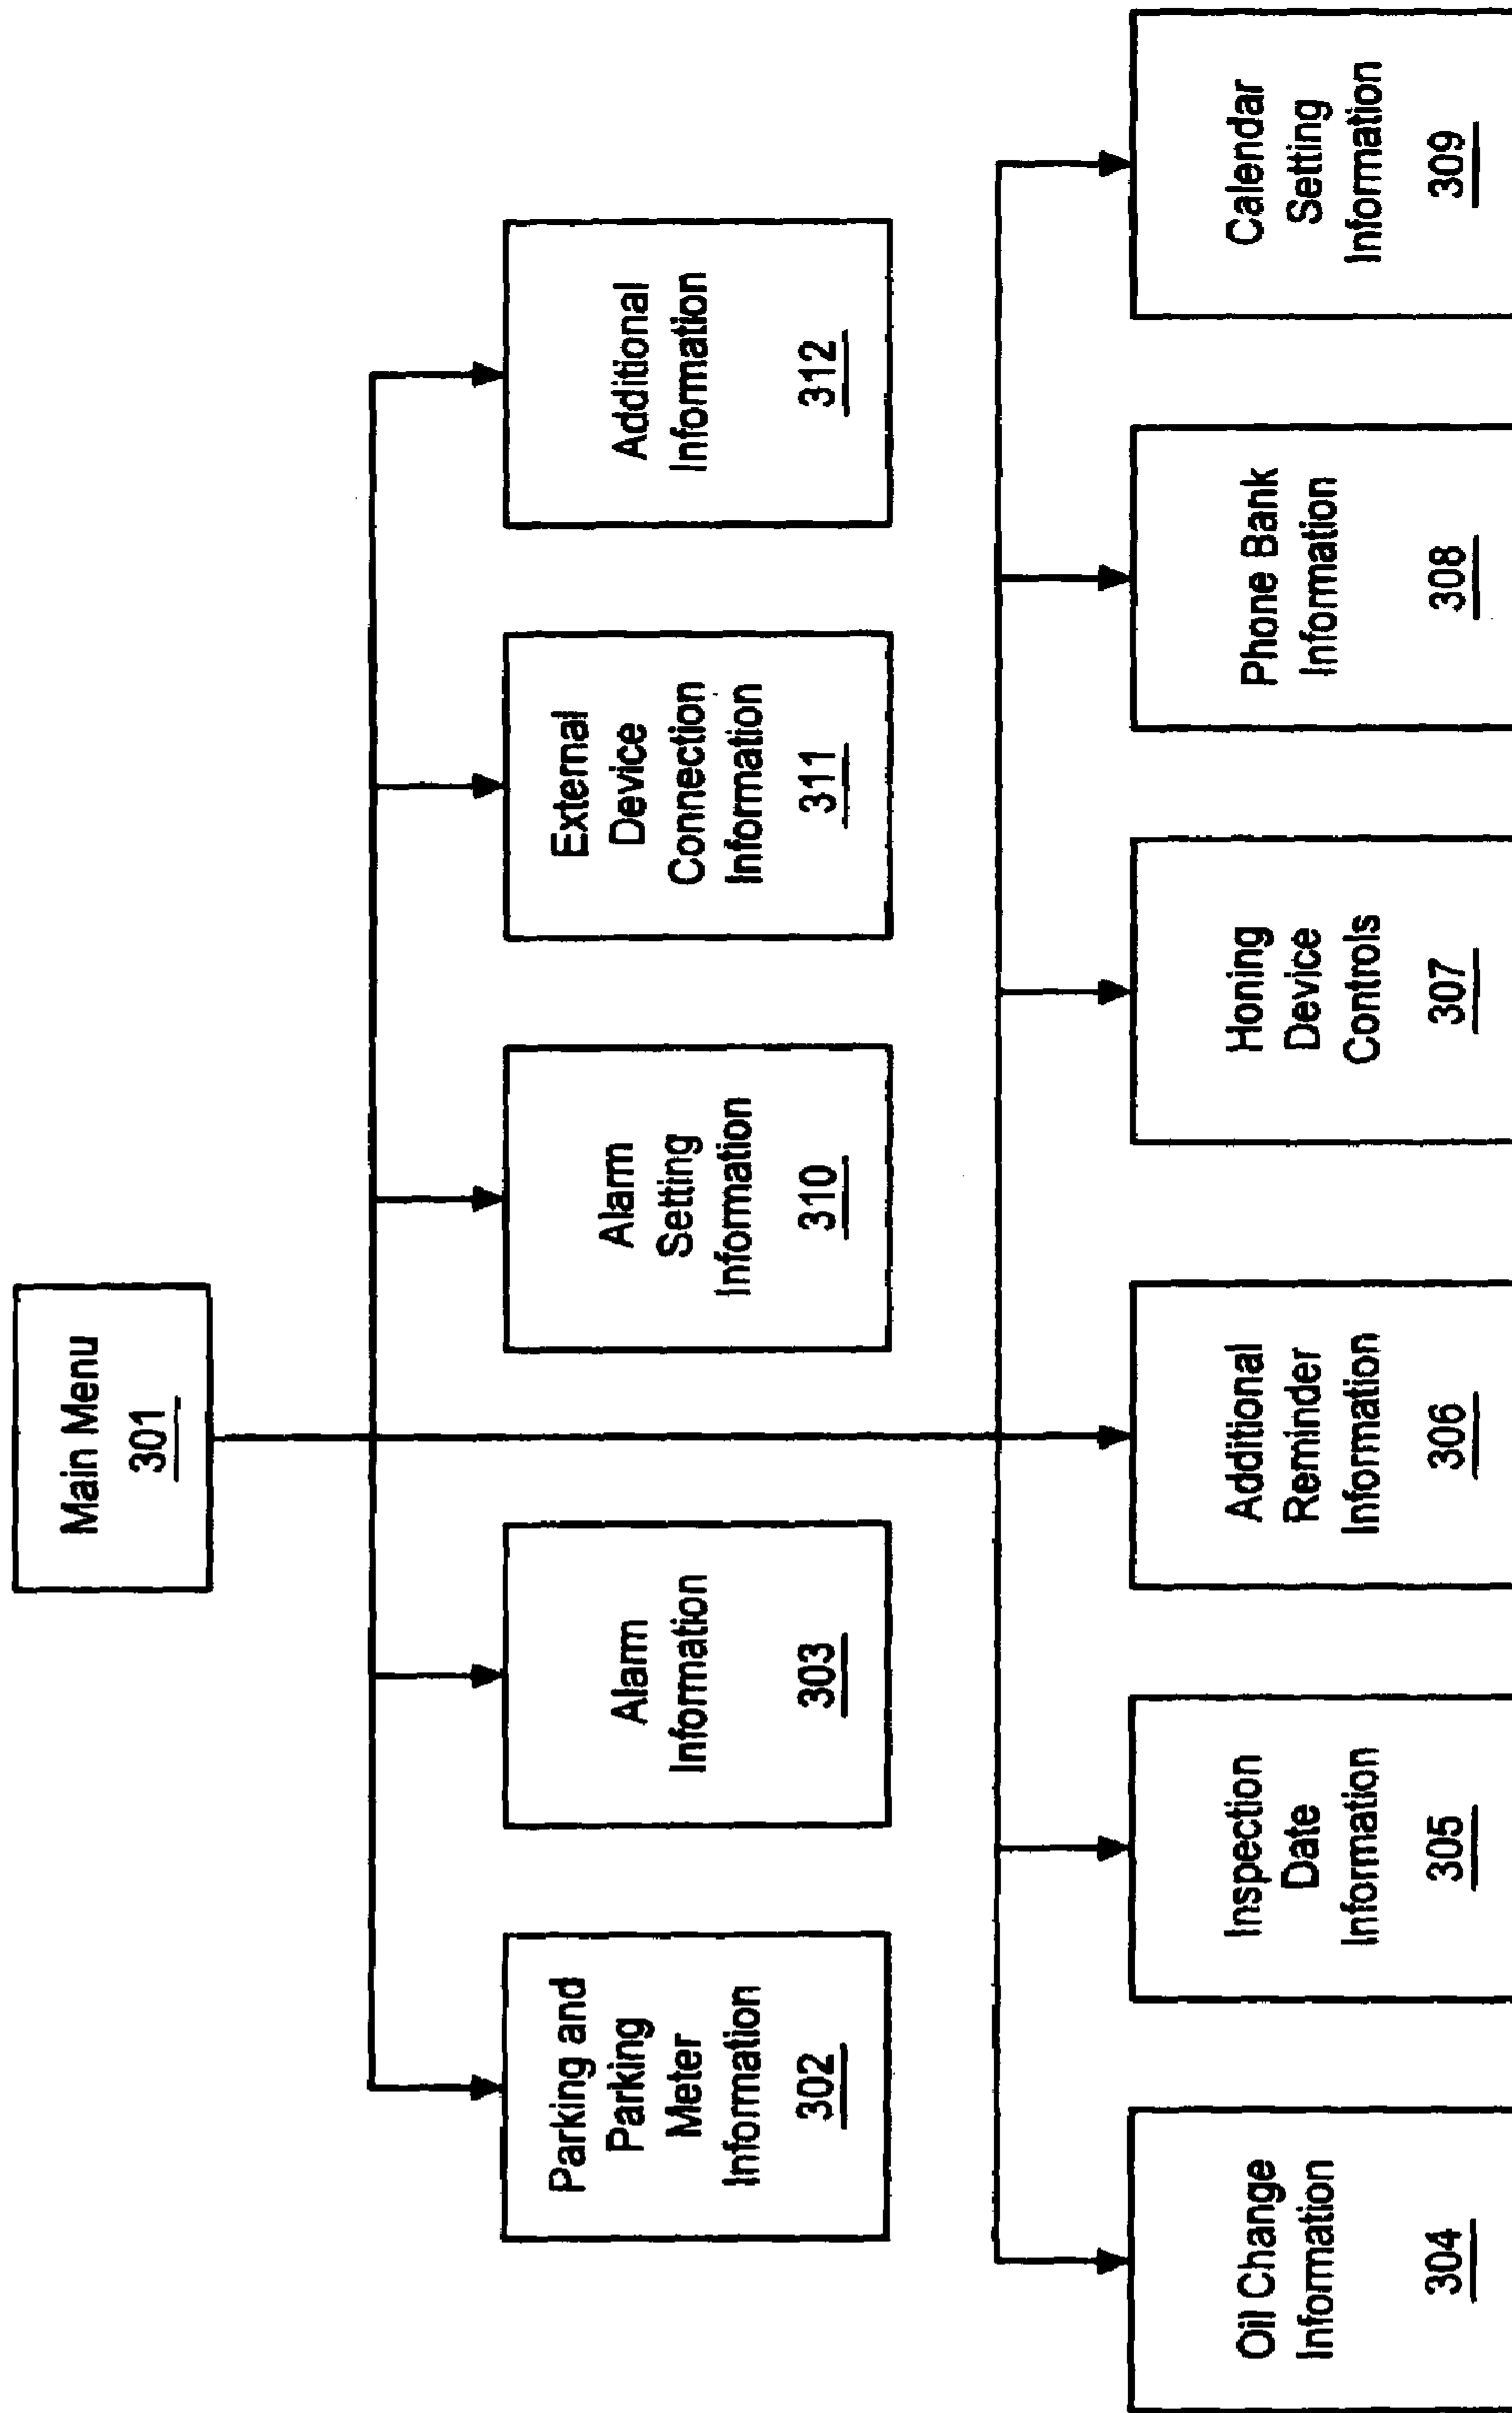 Main Menu
301
Parking and
Parking
Meter
Information
302
Alarm
Information
303
Alarm
Setting
Information
310
External
Device
Connection
Information
311
Additional
Information
312
Oil Change
Information
304
Inspection
Date
Information
305
Additional
Reminder
Information
306
Honing
Device
Controls
307
Phone Bank
Information
308
Calendar
Setting
Information
309